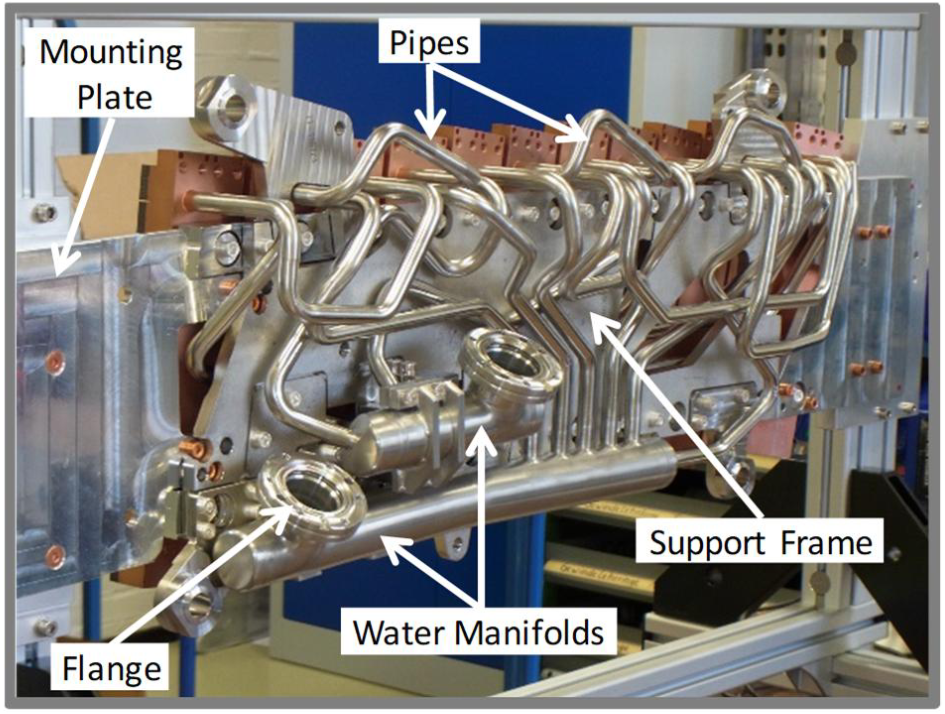 Mounting
Plate
Pipes
Support Frame
Water Manifolds
Flange